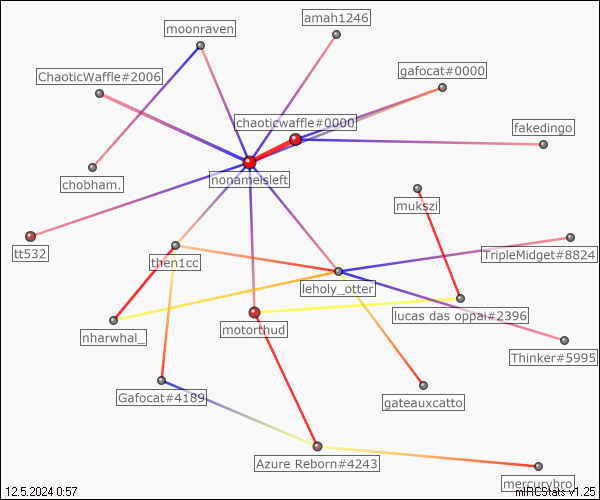 amah1246
moonraven
gafocat#0000
ChaoticWaffle#2006
chaoticwaffle#0000
fakedingo
nonameisleft
chobham.
mukszi
tt532
TripleMidget#8824
then1cc
leholy_otter
lucas das oppai#2396
motorthud
nharwhal_
Thinker#5995
Gafocat#4189
gateauxcatto
Azure Reborn#4243
mercurybro
12.5.2024 0:57
mIRCStats v1.25